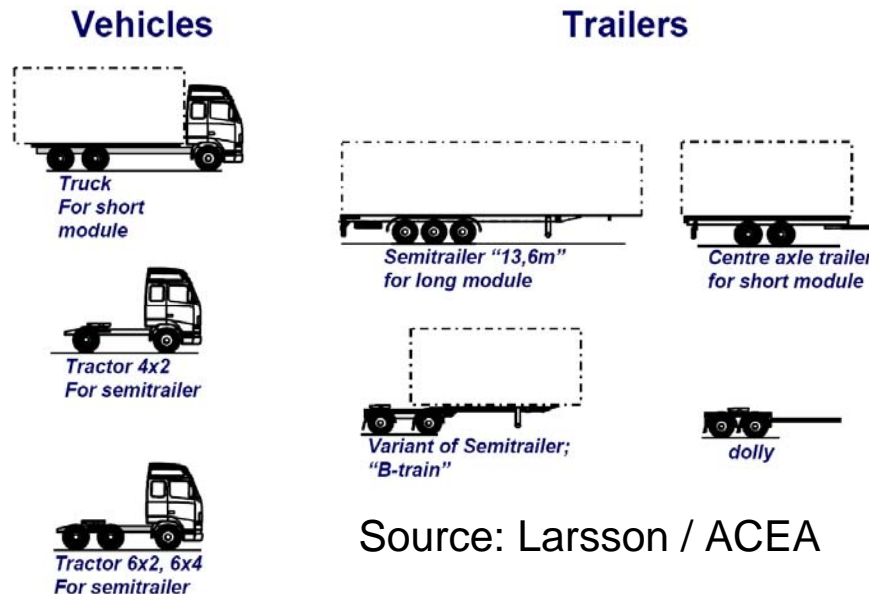 Vehicles
Truck
For short
module
Tractor 4x2
For semitrailer
Tractor 6x2, 6x4
For semitrailer
Trailers
Semitrailer “13,6m”
for long module
Centre axle trailer
for short module
Variant of Semitrailer;
“B-train”
dolly
Source: Larsson / ACEA